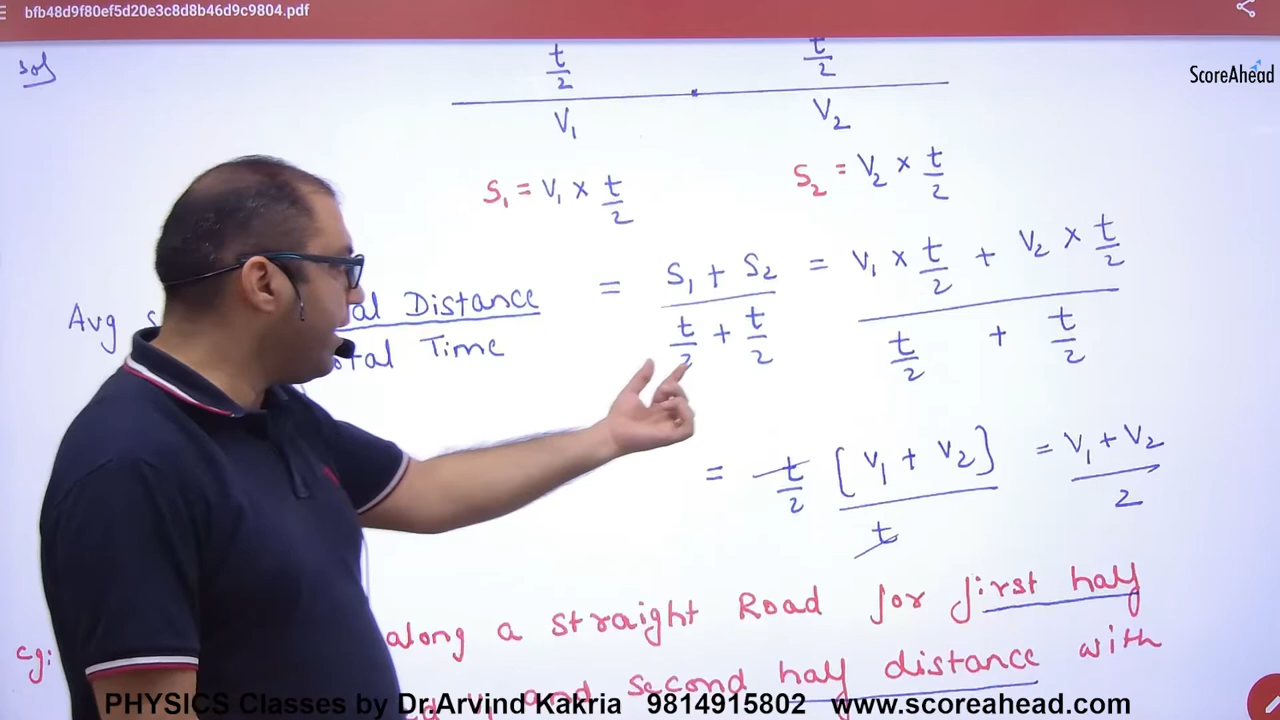 bfb48d9f80ef5d20e3c8d8b46d9c9804.pdf
Sol
ScoreAhead
t/2 t/2
V₁ V₂
S₁ = V₁ × t/2 S₂ = V₂ × t/2
Avg Distance / Time = (S₁ + S₂) / (t/2 + t/2) = (V₁ × t/2 + V₂ × t/2) / (t/2 + t/2)
= t/2 [V₁ + V₂] / t = (V₁ + V₂) / 2
eg: along a straight Road for first half
and second half distance with
PHYSICS Classes by Dr.Arvind Kakria 9814915802 www.scoreahead.com